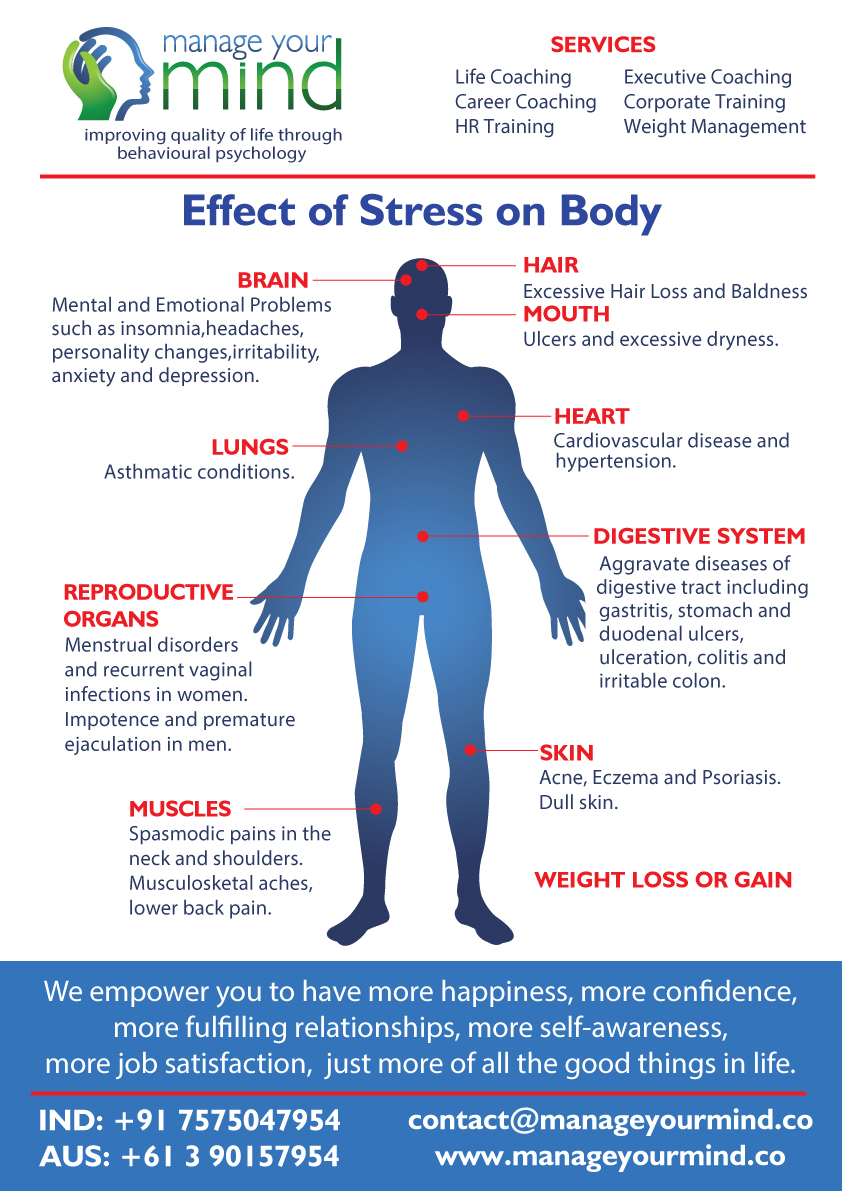 manage your
mind
improving quality of life through
behavioural psychology
SERVICES
Life Coaching
Career Coaching
HR Training
Executive Coaching
Corporate Training
Weight Management
Effect of Stress on Body
BRAIN
Mental and Emotional Problems
such as insomnia,headaches,
personality changes,irritability,
anxiety and depression.
HAIR
Excessive Hair Loss and Baldness
MOUTH
Ulcers and excessive dryness.
HEART
Cardiovascular disease and
hypertension.
LUNGS
Asthmatic conditions.
DIGESTIVE SYSTEM
Aggravate diseases of
digestive tract including
gastritis, stomach and
duodenal ulcers,
ulceration, colitis and
irritable colon.
REPRODUCTIVE
ORGANS
Menstrual disorders
and recurrent vaginal
infections in women.
Impotence and premature
ejaculation in men.
SKIN
Acne, Eczema and Psoriasis.
Dull skin.
MUSCLES
Spasmodic pains in the
neck and shoulders.
Musculosketal aches,
lower back pain.
WEIGHT LOSS OR GAIN
We empower you to have more happiness, more confidence,
more fulfilling relationships, more self-awareness,
more job satisfaction, just more of all the good things in life.
IND: +91 7575047954
AUS: +61 3 90157954
contact@manageyourmind.co
www.manageyourmind.co